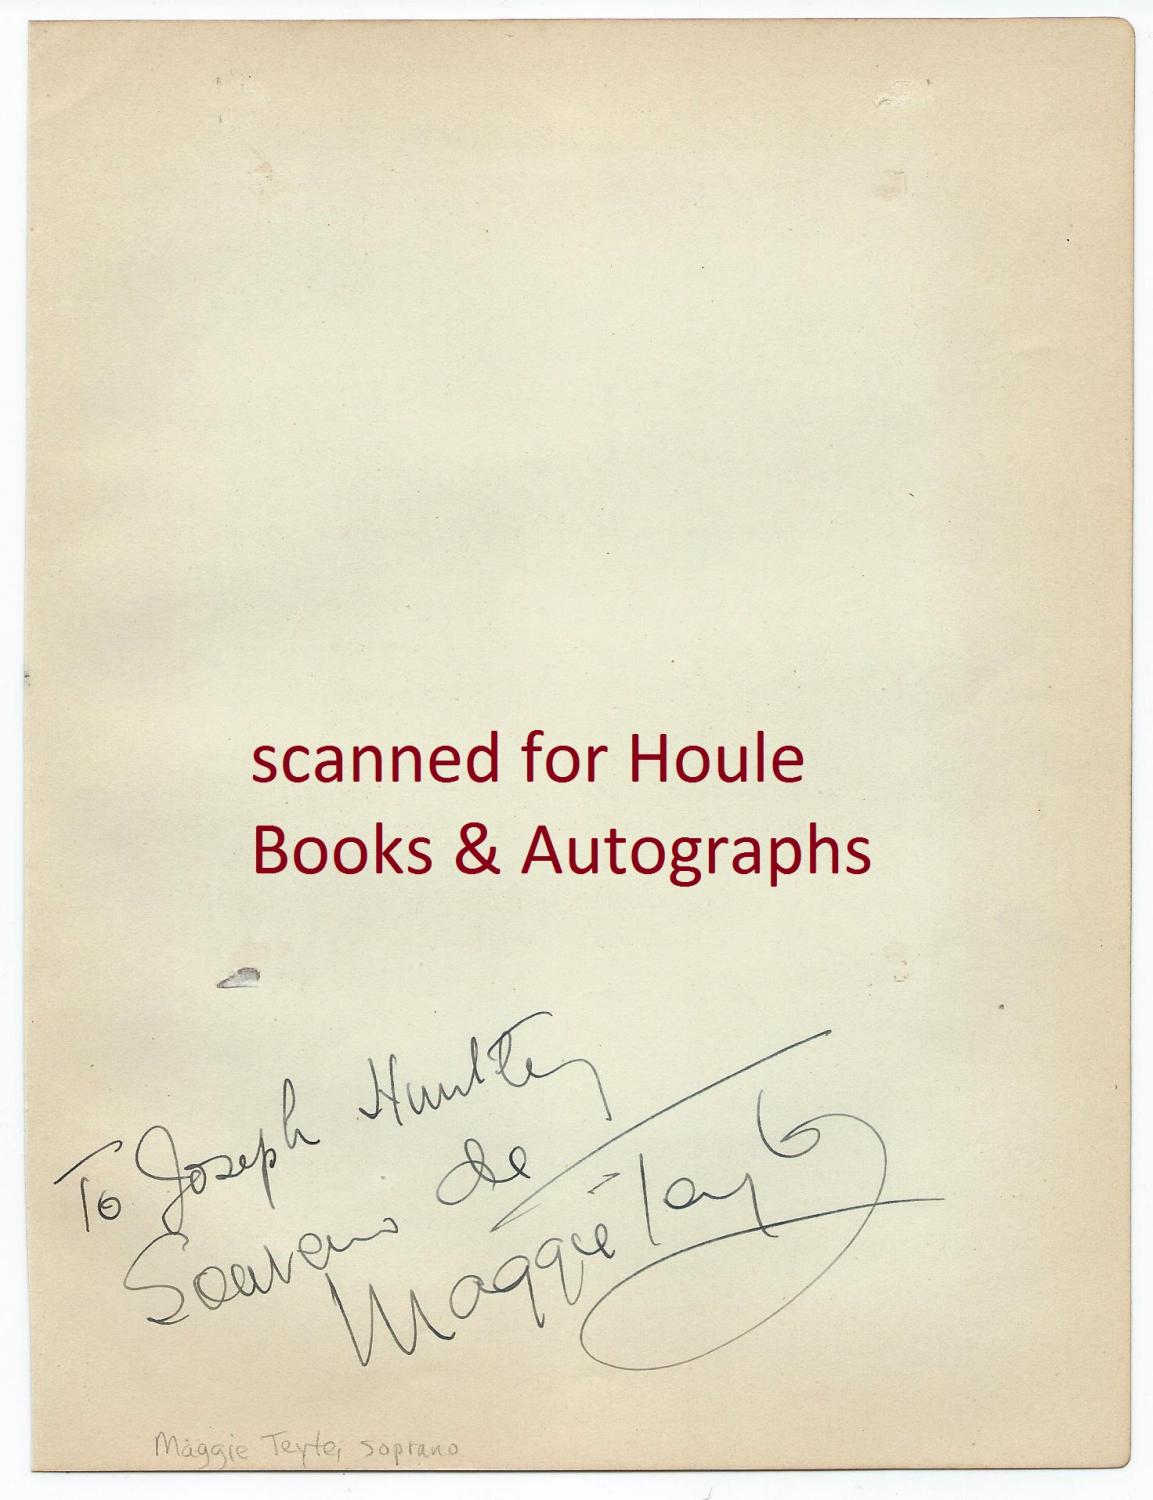 scanned for Houle
Books & Autographs
To Joseph Huntley
Souvenir de
Maggie Teyte
Maggie Teyte, soprano